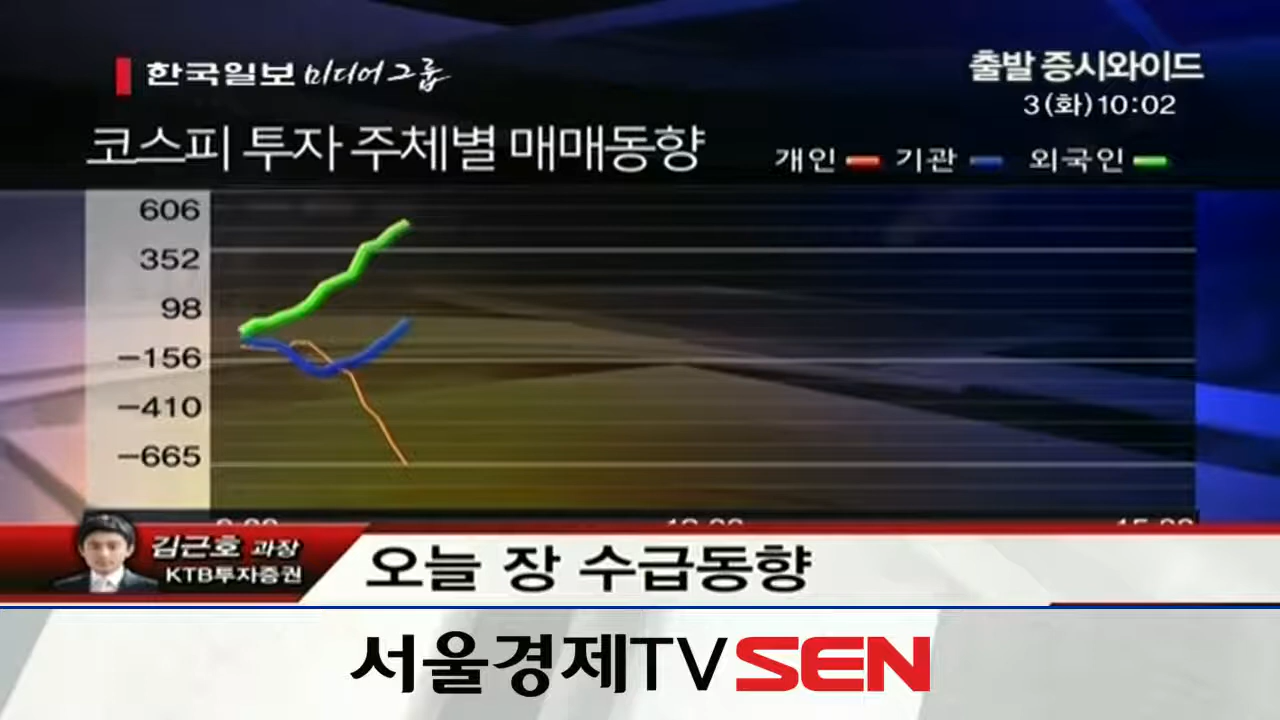 한국일보 미디어그룹
출발 증시와이드
3(화)10:02
코스피 투자 주체별 매매동향
개인 기관 외국인
606
352
98
-156
-410
-665
김근호 과장
KTB투자증권
오늘 장 수급동향
서울경제TV SEN